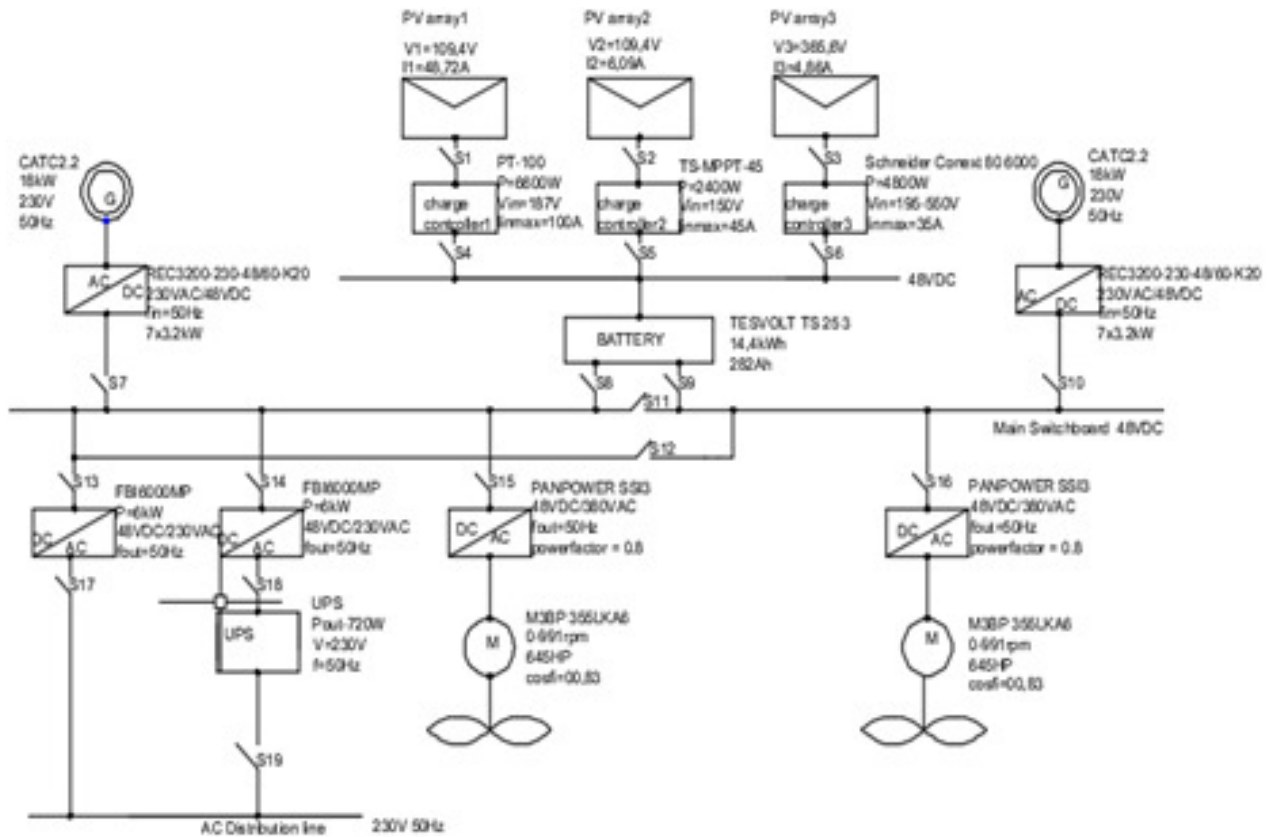 PV array1
V1=109,4V
I1=48,72A
PV array2
V2=109,4V
I2=6,09A
PV array3
V3=365,6V
I3=4,86A
CATC2.2
18kW
230V
50Hz
G
S1
PT-100
P=6600W
Vin=187V
Iinmax=100A
charge
controller1
S4
S2
TS-MPPT-45
P=2400W
Vin=150V
Iinmax=45A
charge
controller2
S5
S3
Schneider Conext 80 6000
P=4800W
Vin=195-550V
Iinmax=35A
charge
controller3
S6
CATC2.2
18kW
230V
50Hz
G
48VDC
AC
DC
REC3200-230-48/60-K20
230VAC/48VDC
fin=50Hz
7x3.2kW
BATTERY
TESVOLT TS 25 3
14,4kWh
282Ah
AC
DC
REC3200-230-48/60-K20
230VAC/48VDC
fin=50Hz
7x3.2kW
S7
S8
S9
S10
S11
Main Switchboard 48VDC
S12
S13
FBI6000MP
P=6kW
48VDC/230VAC
fout=50Hz
DC
AC
S14
FBI6000MP
P=6kW
48VDC/230VAC
fout=50Hz
DC
AC
S15
PANPOWER SSI3
48VDC/380VAC
fout=50Hz
powerfactor = 0.8
DC
AC
S16
PANPOWER SSI3
48VDC/380VAC
fout=50Hz
powerfactor = 0.8
DC
AC
S17
S18
UPS
UPS
Pout-720W
V=230V
f=50Hz
M
M3BP 355LKA6
0-991rpm
645HP
cosfi=00,83
M
M3BP 355LKA6
0-991rpm
645HP
cosfi=00,83
S19
AC Distribution line
230V 50Hz